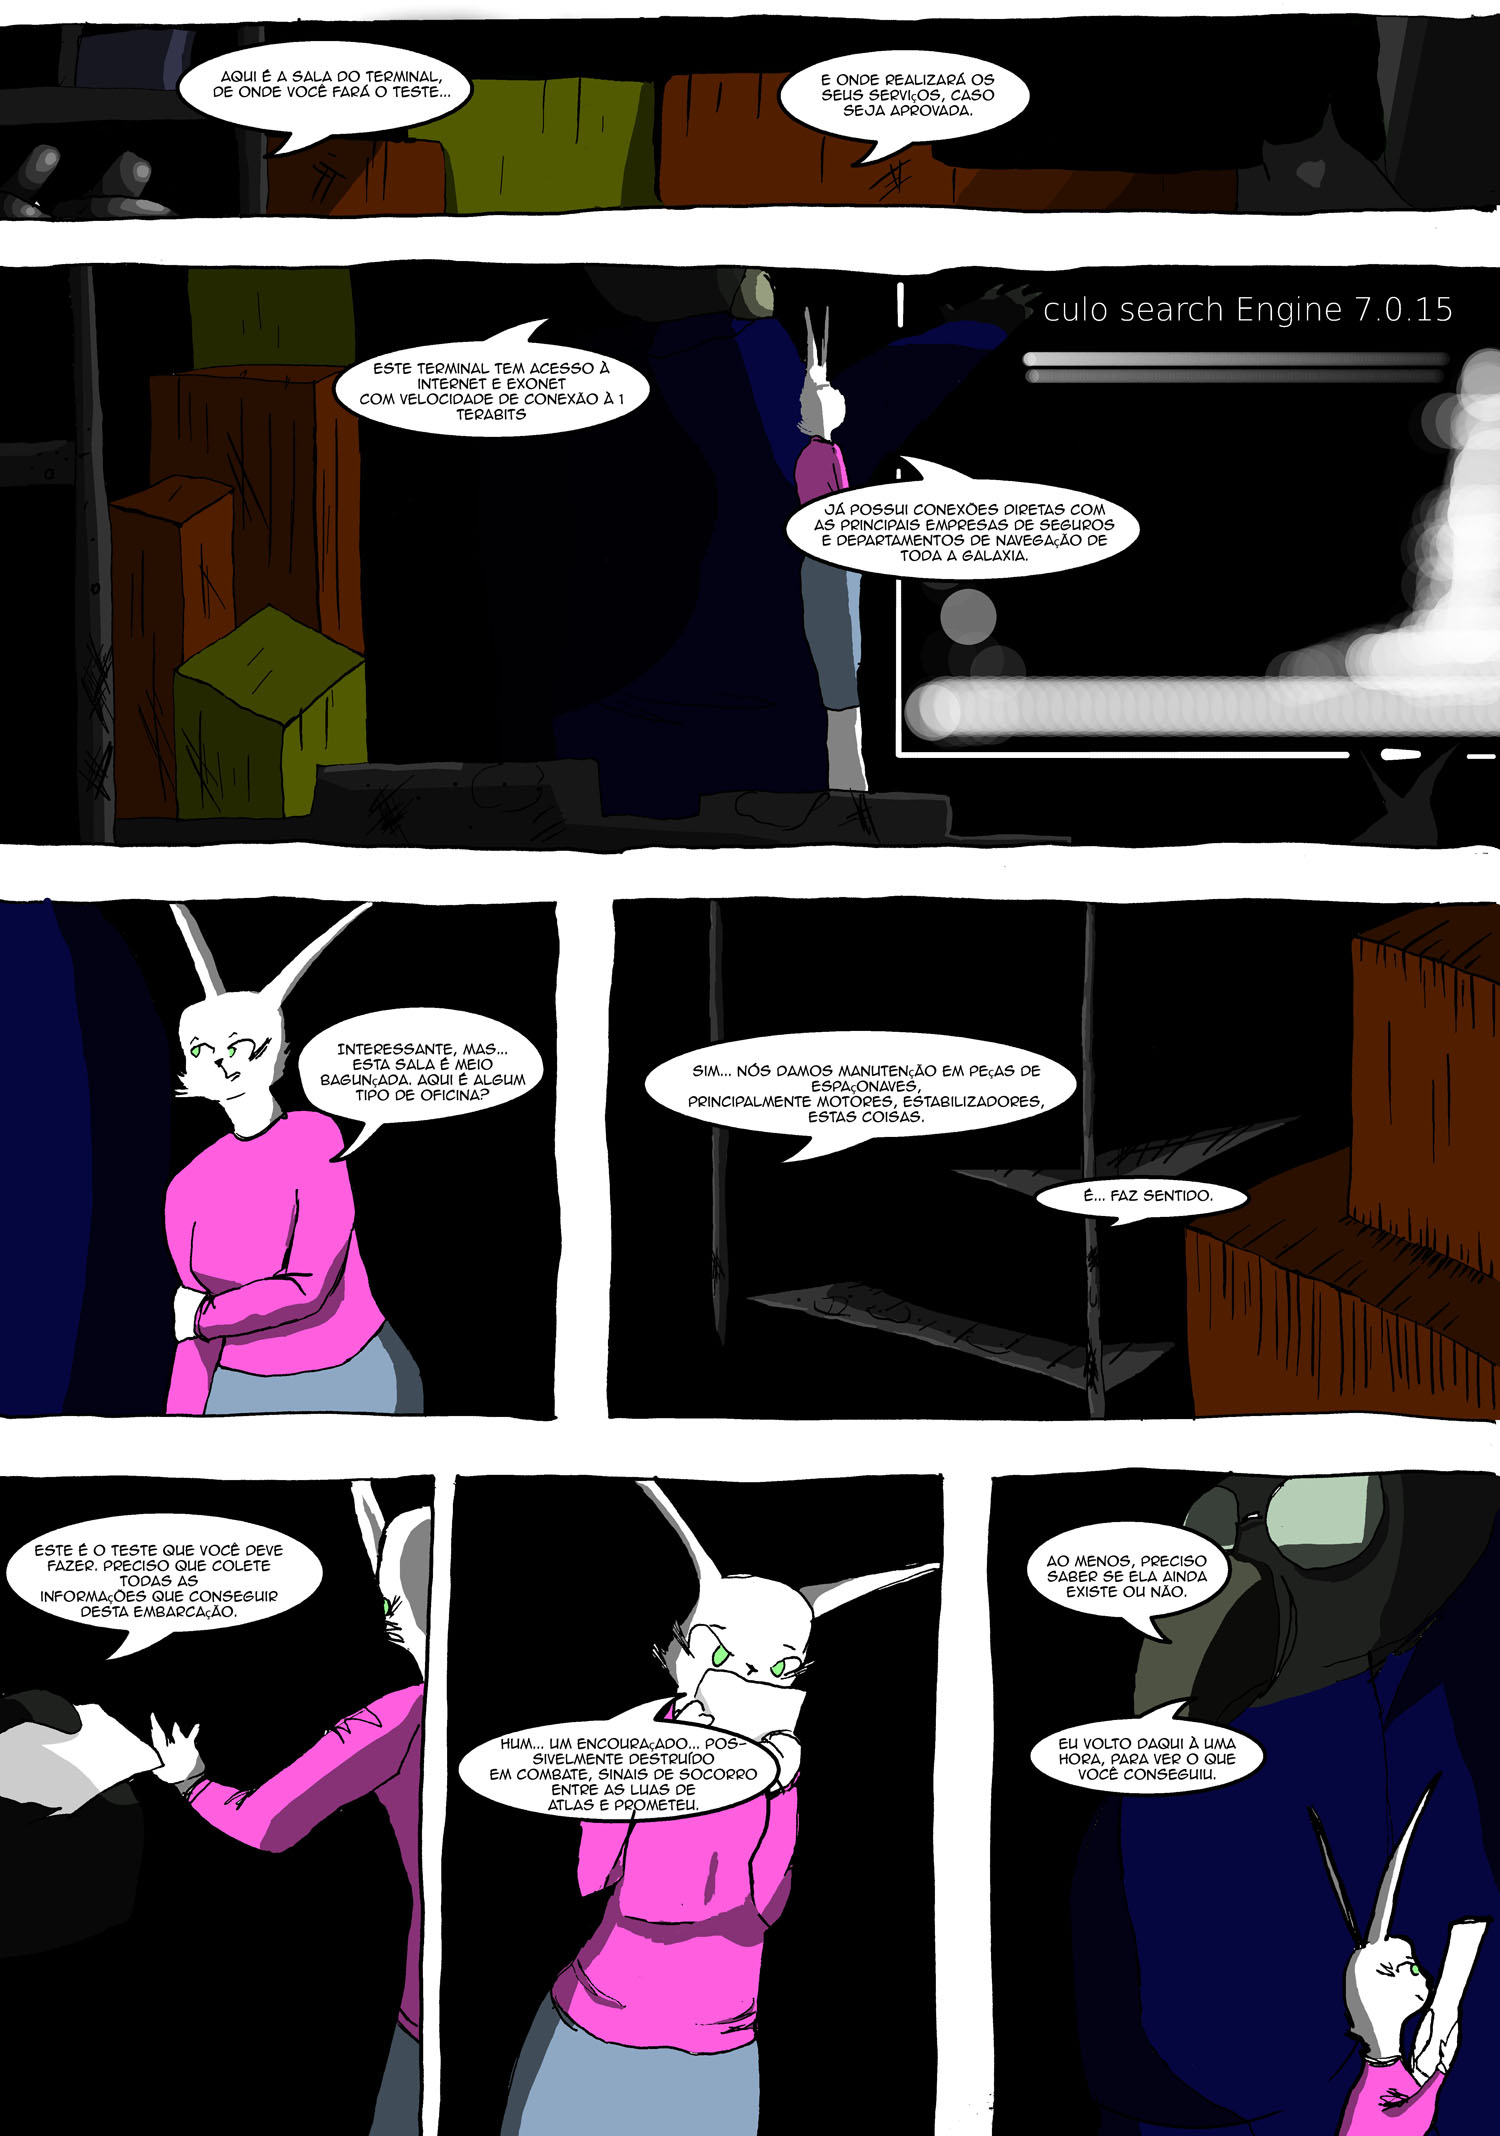 AQUI É A SALA DO TERMINAL,
DE ONDE VOCÊ FARÁ O TESTE...
E ONDE REALIZARÁ OS
SEUS SERVIçOS, CASO
SEJA APROVADA.
culo search Engine 7.0.15
ESTE TERMINAL TEM ACESSO À
INTERNET E EXONET
COM VELOCIDADE DE CONEXÃO À 1
TERABITS
JÁ POSSUI CONEXÕES DIRETAS COM
AS PRINCIPAIS EMPRESAS DE SEGUROS
E DEPARTAMENTOS DE NAVEGAçÃO DE
TODA A GALAXIA.
INTERESSANTE, MAS...
ESTA SALA É MEIO
BAGUNçADA. AQUI É ALGUM
TIPO DE OFICINA?
SIM... NÓS DAMOS MANUTENçÃO EM PEçAS DE
ESPAçONAVES,
PRINCIPALMENTE MOTORES, ESTABILIZADORES,
ESTAS COISAS.
É... FAZ SENTIDO.
ESTE É O TESTE QUE VOCÊ DEVE
FAZER. PRECISO QUE COLETE
TODAS AS
INFORMAçÕES QUE CONSEGUIR
DESTA EMBARCAçÃO.
HUM... UM ENCOURAçADO... POS-
SIVELMENTE DESTRUÍDO
EM COMBATE, SINAIS DE SOCORRO
ENTRE AS LUAS DE
ATLAS E PROMETEU.
AO MENOS, PRECISO
SABER SE ELA AINDA
EXISTE OU NÃO.
EU VOLTO DAQUI À UMA
HORA, PARA VER O QUE
VOCÊ CONSEGUIU.